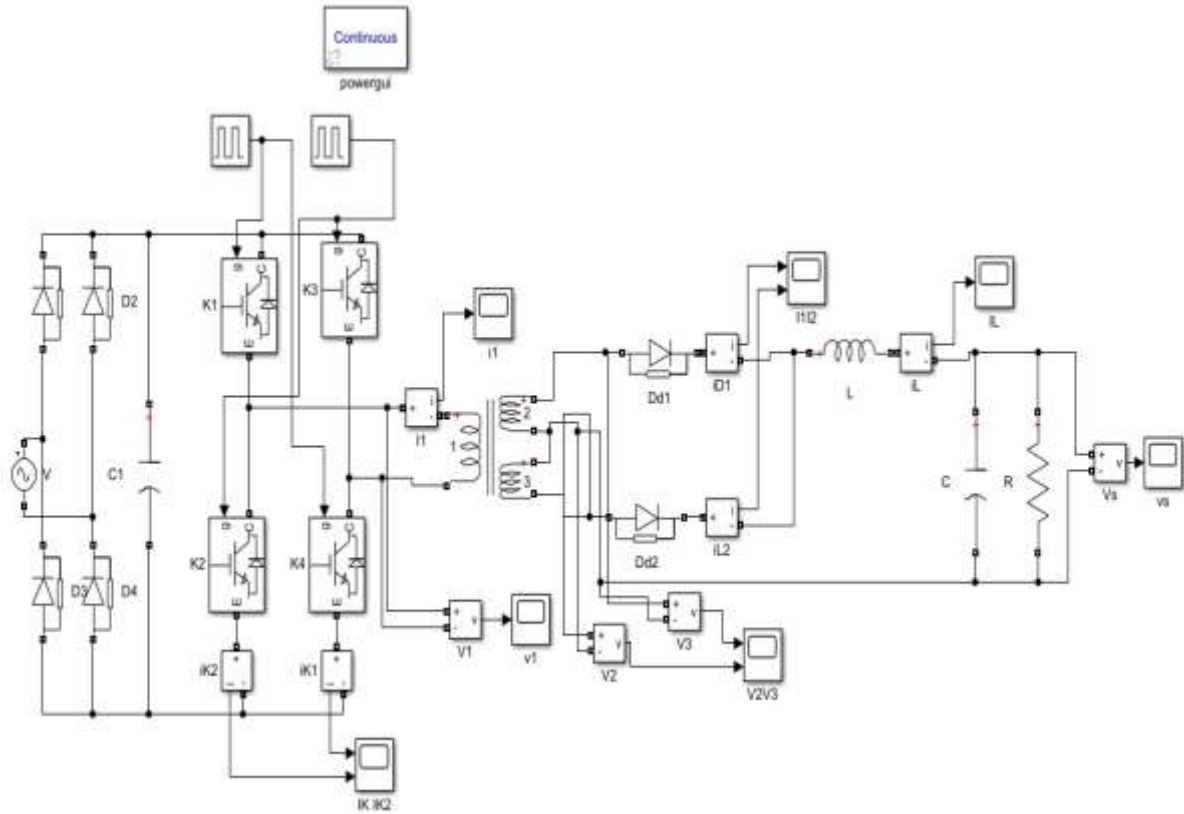 Continuous
powergui
g
C
K1
E
g
C
K3
E
D2
i1
I1I2
IL
+
i
-
iD1
Dd1
L
+
i
-
iL
+
i
-
I1
1
2
3
V
C1
C
R
+
-
v
Vs
vs
g
C
K2
E
g
C
K4
E
+
i
-
iL2
Dd2
D3
D4
+
-
v
V1
v1
+
-
v
V3
+
-
v
V2
V2V3
iK2
iK1
IK IK2